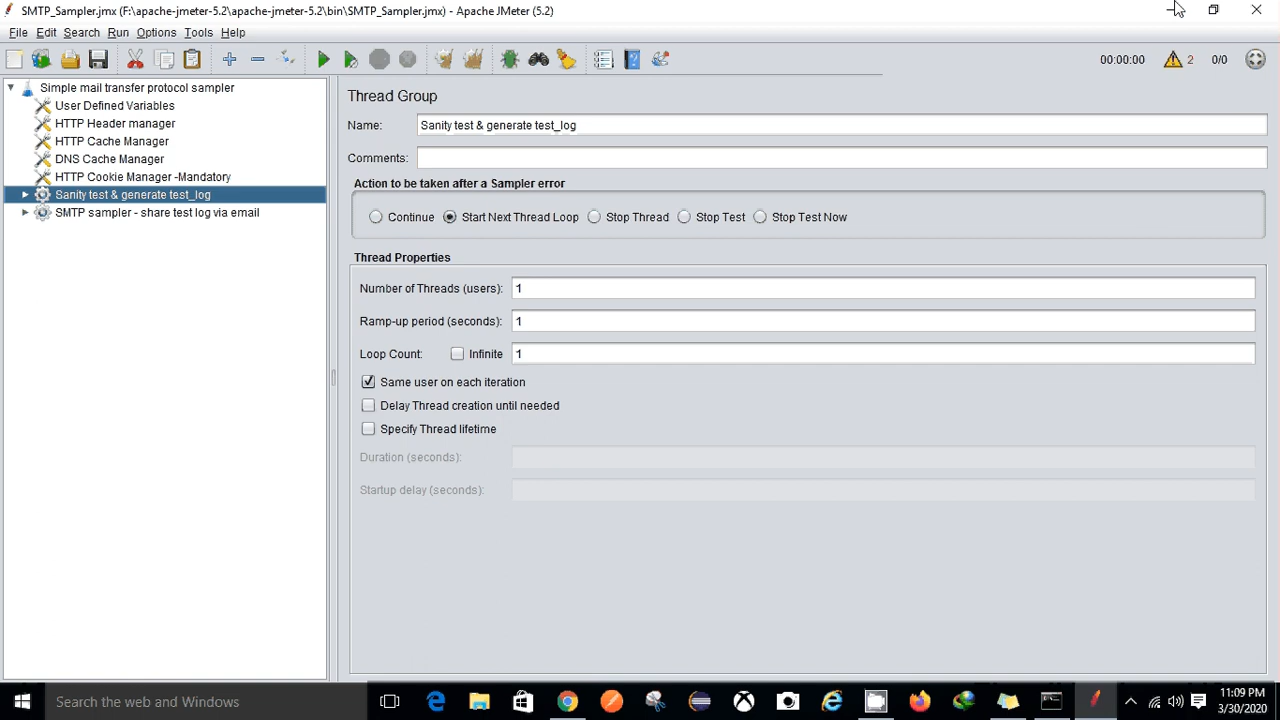 SMTP_Sampler.jmx (F:\apache-jmeter-5.2\apache-jmeter-5.2\bin\SMTP_Sampler.jmx) - Apache JMeter (5.2)
File Edit Search Run Options Tools Help
00:00:00 2 0/0
Simple mail transfer protocol sampler
User Defined Variables
HTTP Header manager
HTTP Cache Manager
DNS Cache Manager
HTTP Cookie Manager -Mandatory
Sanity test & generate test_log
SMTP sampler - share test log via email
Thread Group
Name: Sanity test & generate test_log
Comments:
Action to be taken after a Sampler error
Continue Start Next Thread Loop Stop Thread Stop Test Stop Test Now
Thread Properties
Number of Threads (users): 1
Ramp-up period (seconds): 1
Loop Count: Infinite 1
Same user on each iteration
Delay Thread creation until needed
Specify Thread lifetime
Duration (seconds):
Startup delay (seconds):
Search the web and Windows
11:09 PM
3/30/2020